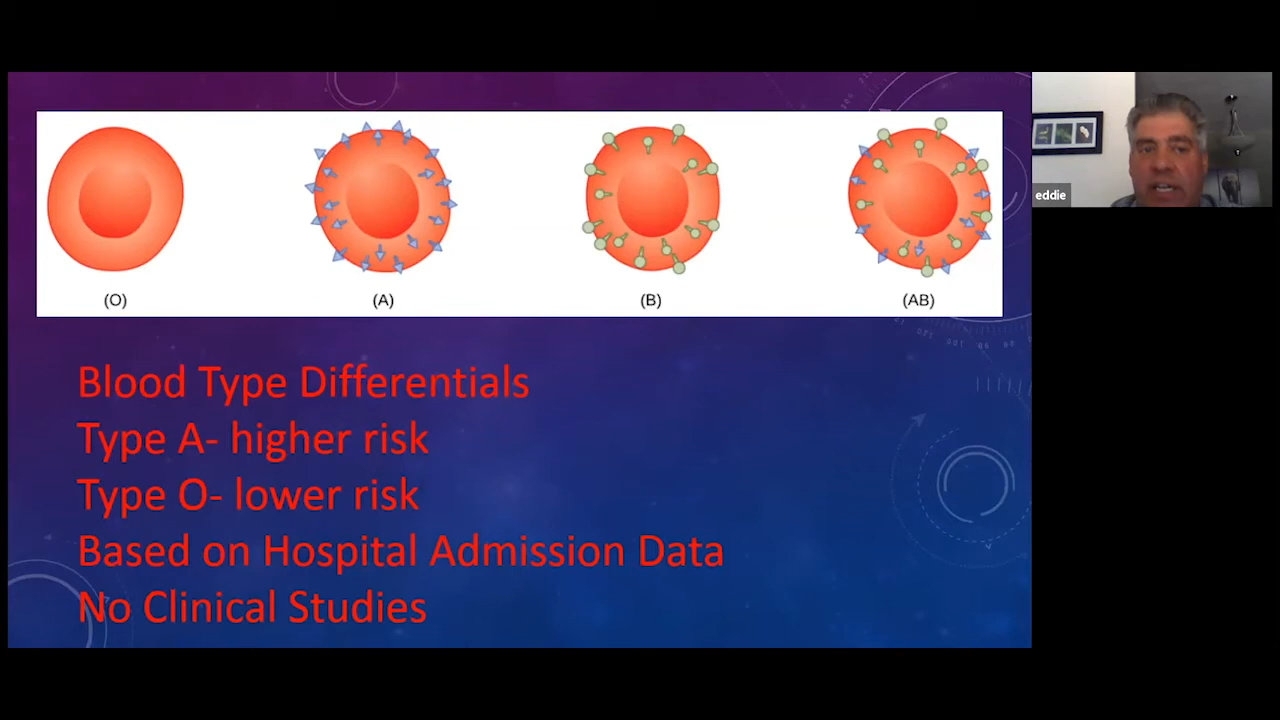 eddie
(O) (A) (B) (AB)
Blood Type Differentials
Type A- higher risk
Type O- lower risk
Based on Hospital Admission Data
No Clinical Studies